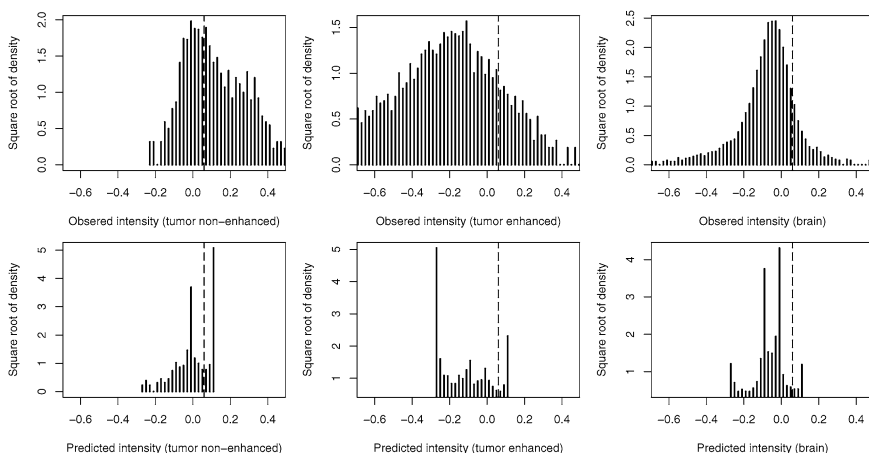 Square root of density
0.0 0.5 1.0 1.5 2.0
−0.6 −0.4 −0.2 0.0 0.2 0.4
Obsered intensity (tumor non−enhanced)
Square root of density
0.0 0.5 1.0 1.5
−0.6 −0.4 −0.2 0.0 0.2 0.4
Obsered intensity (tumor enhanced)
Square root of density
0.0 0.5 1.0 1.5 2.0 2.5
−0.6 −0.4 −0.2 0.0 0.2 0.4
Obsered intensity (brain)
Square root of density
0 1 2 3 4 5
−0.6 −0.4 −0.2 0.0 0.2 0.4
Predicted intensity (tumor non−enhanced)
Square root of density
1 2 3 4 5
−0.6 −0.4 −0.2 0.0 0.2 0.4
Predicted intensity (tumor enhanced)
Square root of density
1 2 3 4
−0.6 −0.4 −0.2 0.0 0.2 0.4
Predicted intensity (brain)